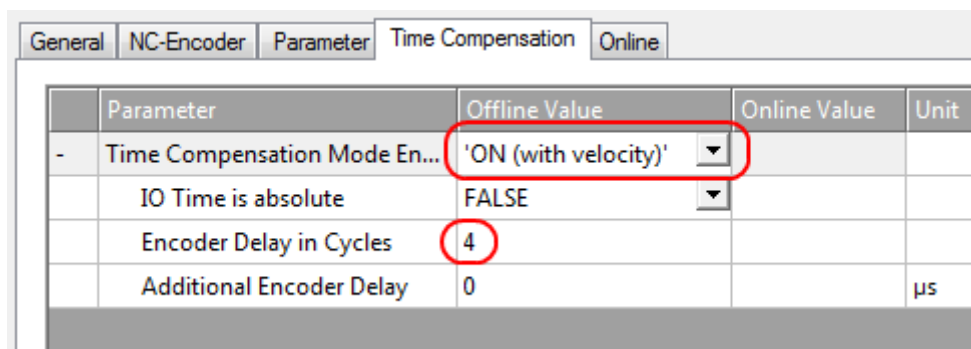 General NC-Encoder Parameter Time Compensation Online
Parameter Offline Value Online Value Unit
- Time Compensation Mode En... 'ON (with velocity)'
IO Time is absolute FALSE
Encoder Delay in Cycles 4
Additional Encoder Delay 0 µs